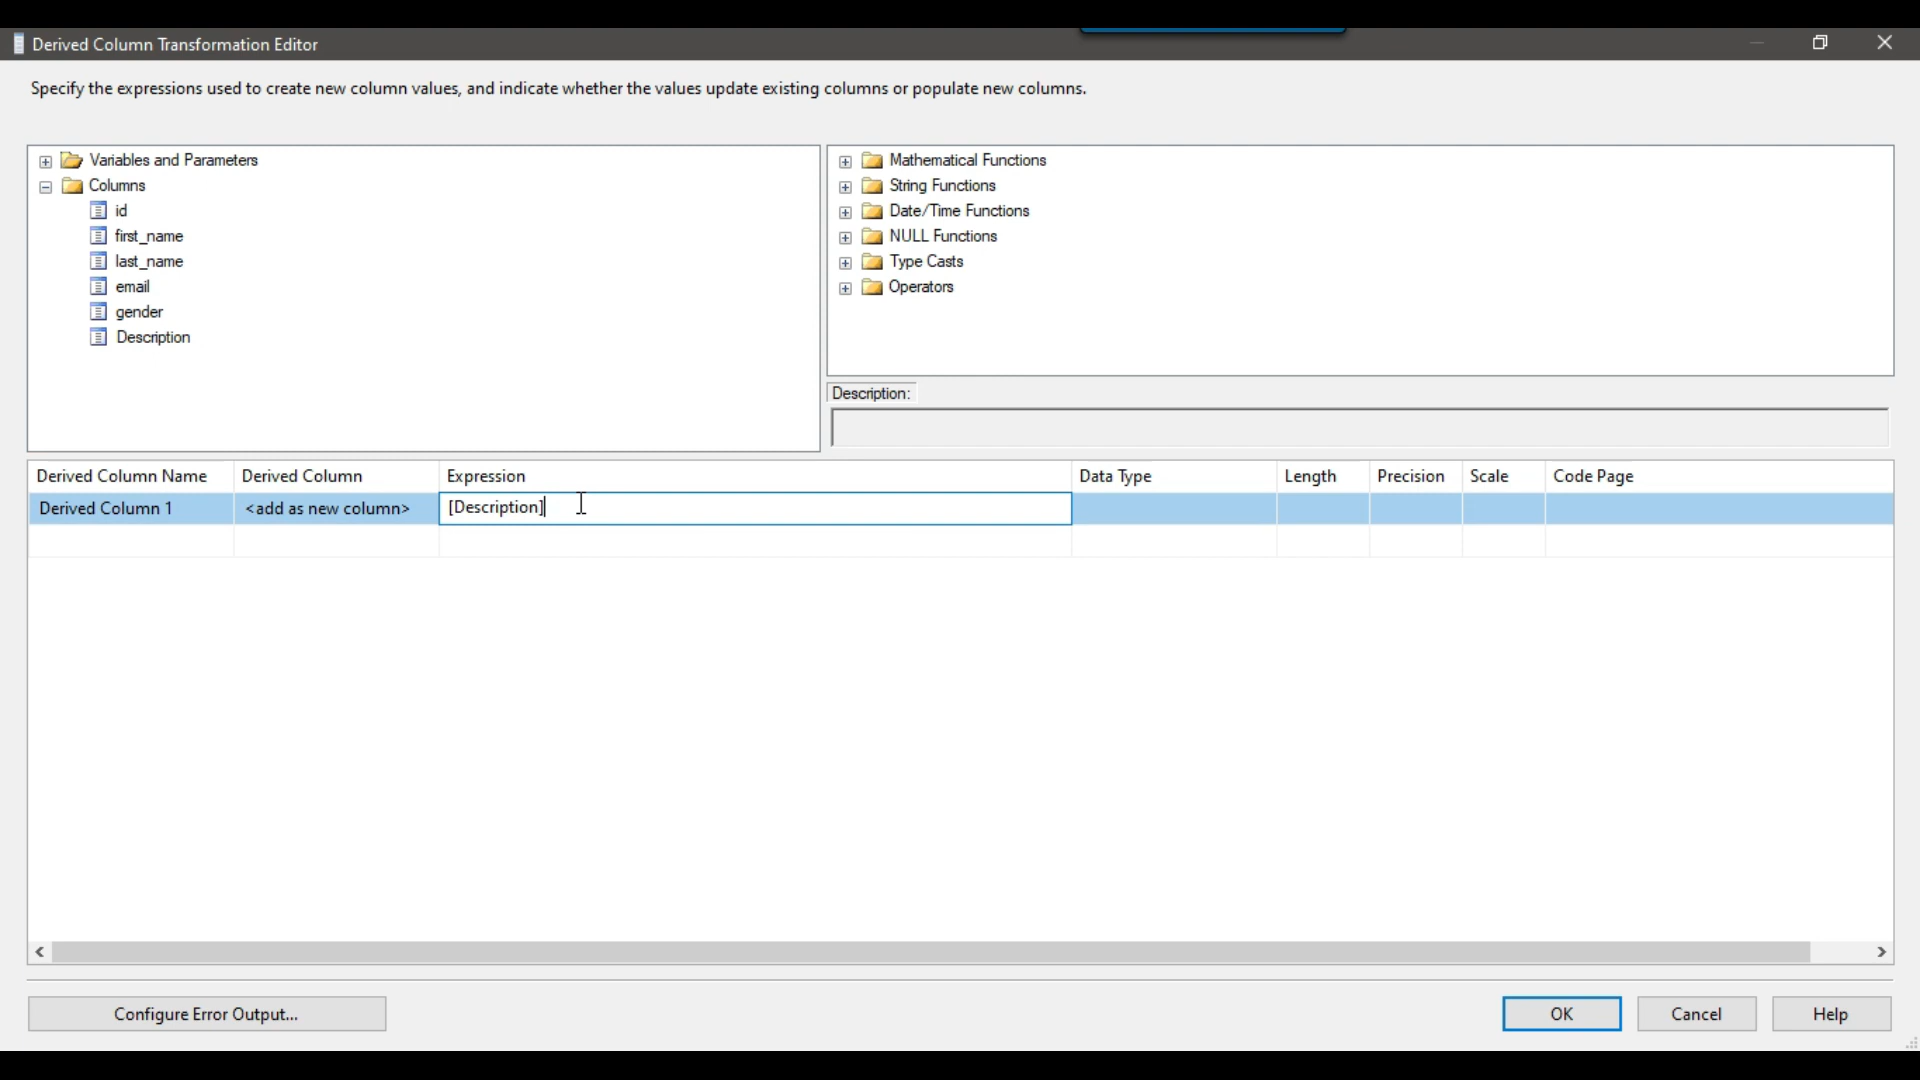 Derived Column Transformation Editor
Specify the expressions used to create new column values, and indicate whether the values update existing columns or populate new columns.
Variables and Parameters
Columns
id
first_name
last_name
email
gender
Description
Mathematical Functions
String Functions
Date/Time Functions
NULL Functions
Type Casts
Operators
Description:
Derived Column Name Derived Column Expression Data Type Length Precision Scale Code Page
Derived Column 1 <add as new column> [Description]
Configure Error Output... OK Cancel Help